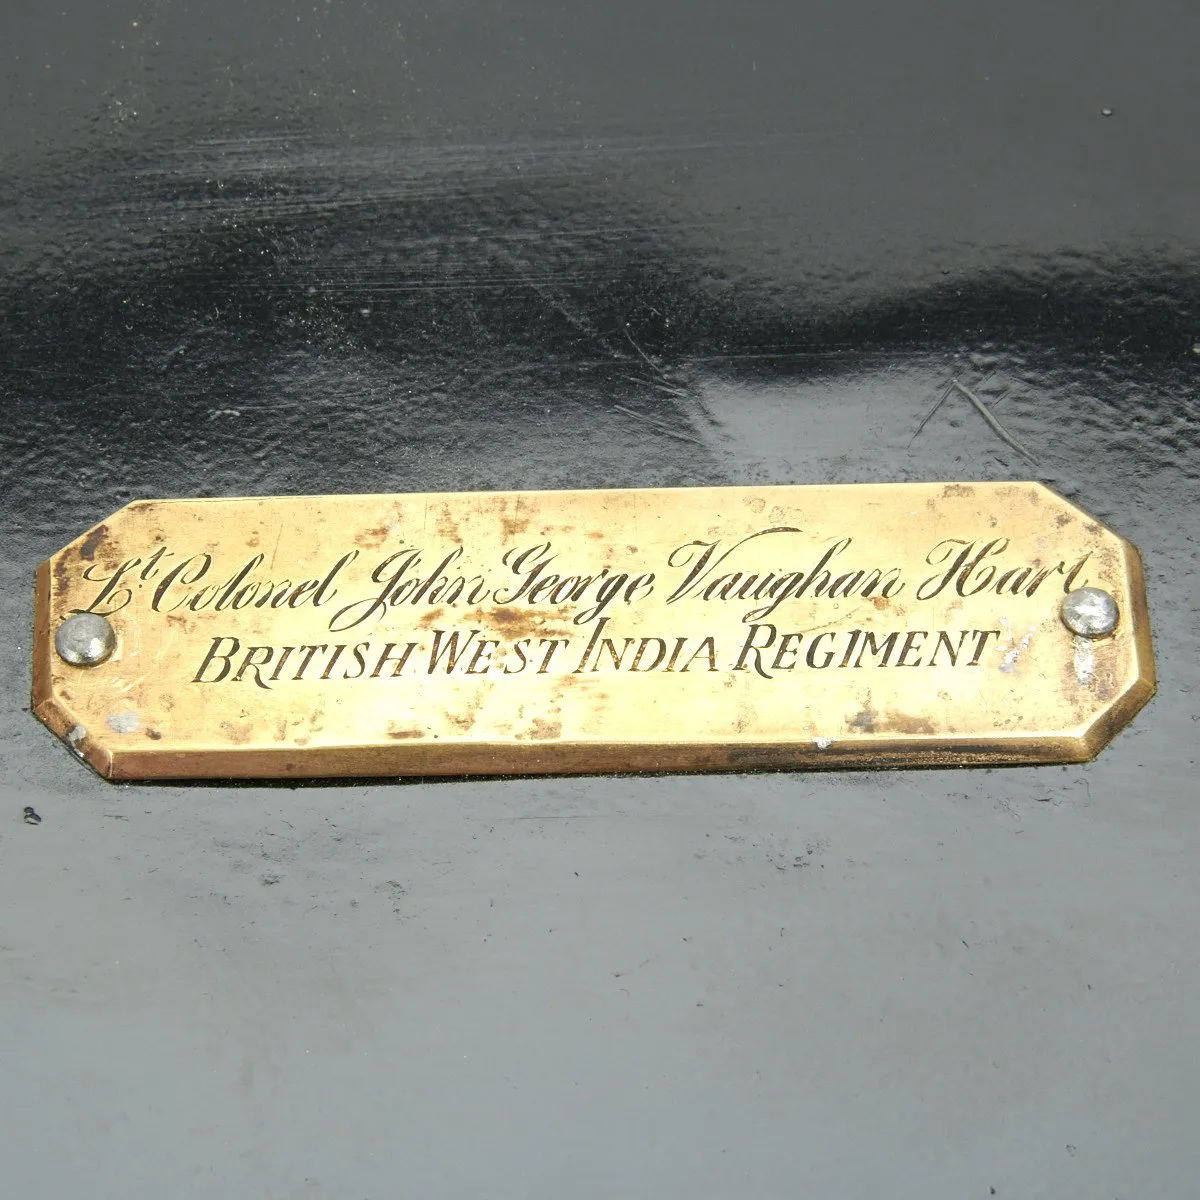 Lt Colonel John George Vaughan Hart
BRITISH WEST INDIA REGIMENT